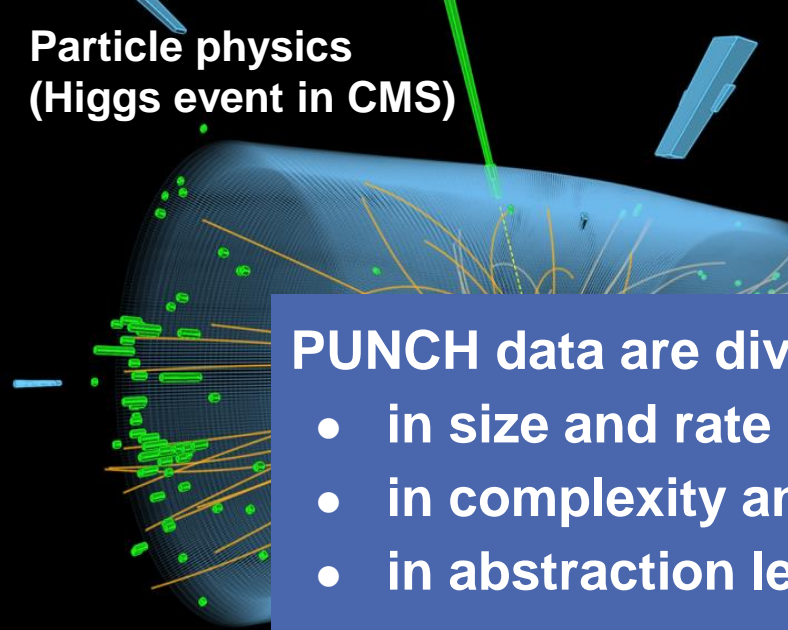 Particle physics
(Higgs event in CMS)
PUNCH data are div
● in size and rate
● in complexity an
● in abstraction le